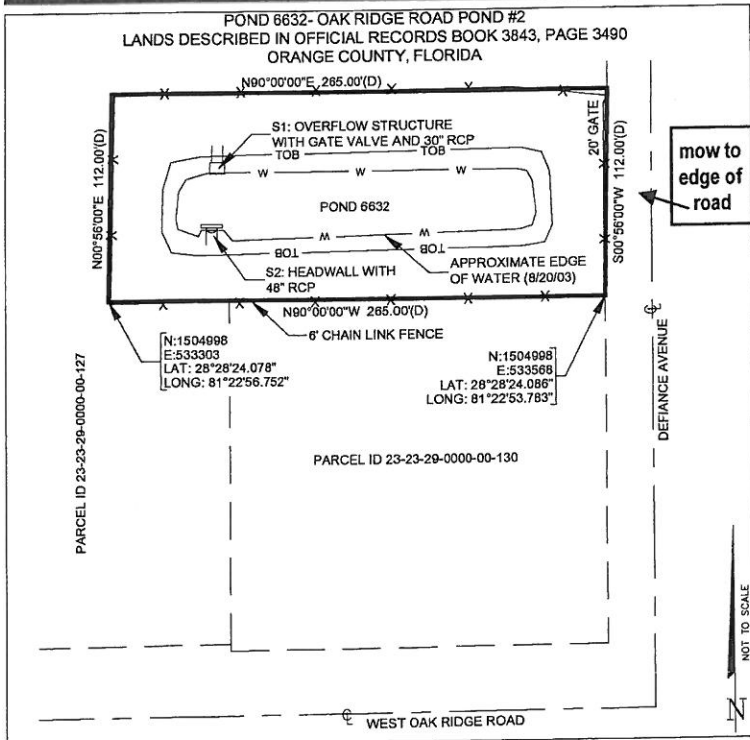 POND 6632- OAK RIDGE ROAD POND #2
LANDS DESCRIBED IN OFFICIAL RECORDS BOOK 3843, PAGE 3490
ORANGE COUNTY, FLORIDA
N90°00'00"E 265.00'(D)
N00°56'00"E 112.00'(D)
S1: OVERFLOW STRUCTURE
WITH GATE VALVE AND 30" RCP
TOB TOB
W W W
POND 6632
W W
TOB TOB
S2: HEADWALL WITH
48" RCP
APPROXIMATE EDGE
OF WATER (8/20/03)
20' GATE
S00°56'00"W 112.00'(D)
mow to
edge of
road
N90°00'00"W 265.00'(D)
6' CHAIN LINK FENCE
N:1504998
E:533303
LAT: 28°28'24.078"
LONG: 81°22'56.752"
N:1504998
E:533568
LAT: 28°28'24.086"
LONG: 81°22'53.783"
PARCEL ID 23-23-29-0000-00-127
PARCEL ID 23-23-29-0000-00-130
DEFIANCE AVENUE
WEST OAK RIDGE ROAD
NOT TO SCALE
N